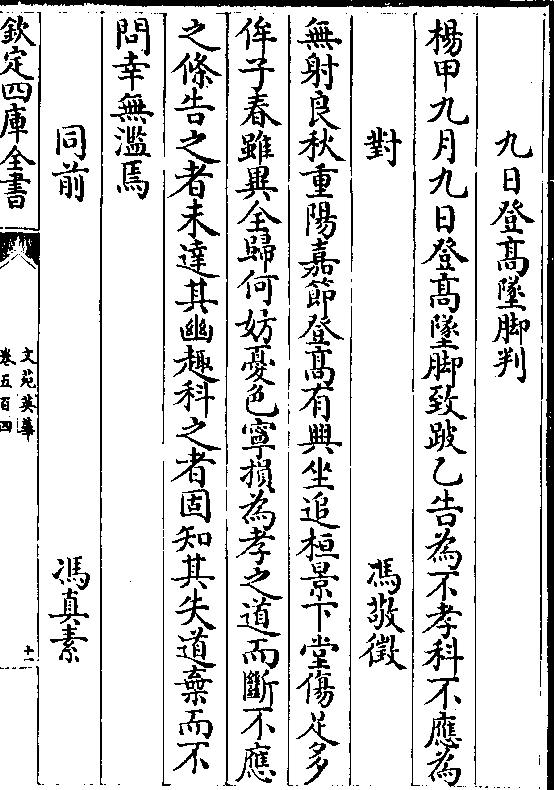 九日登髙墜脚判
楊甲九月九日登髙墜脚致跛乙告為不孝科不應為
對 馮敬徵
無射良秋重陽嘉節登髙有興坐追桓景下堂傷足多
侔子春雖異全歸何妨憂色寧損為孝之道而斷不應
之條告之者未達其幽趣科之者固知其失道棄而不
問幸無濫焉
同前 馮真素
欽定四庫全書
文苑英華
卷五百四
十一